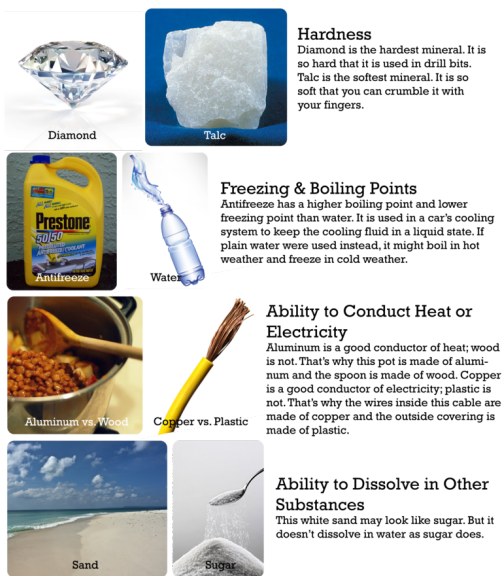 Hardness
Diamond is the hardest mineral. It is
so hard that it is used in drill bits.
Talc is the softest mineral. It is so
soft that you can crumble it with
your fingers.
Diamond
Talc
Freezing & Boiling Points
Antifreeze has a higher boiling point and lower
freezing point than water. It is used in a car's cooling
system to keep the cooling fluid in a liquid state. If
plain water were used instead, it might boil in hot
weather and freeze in cold weather.
Prestone
50/50
Antifreeze
Water
Ability to Conduct Heat or
Electricity
Aluminum is a good conductor of heat; wood
is not. That's why this pot is made of alumi-
num and the spoon is made of wood. Copper
is a good conductor of electricity; plastic is
not. That's why the wires inside this cable are
made of copper and the outside covering is
made of plastic.
Aluminum vs. Wood
Copper vs. Plastic
Ability to Dissolve in Other
Substances
This white sand may look like sugar. But it
doesn't dissolve in water as sugar does.
Sand
Sugar